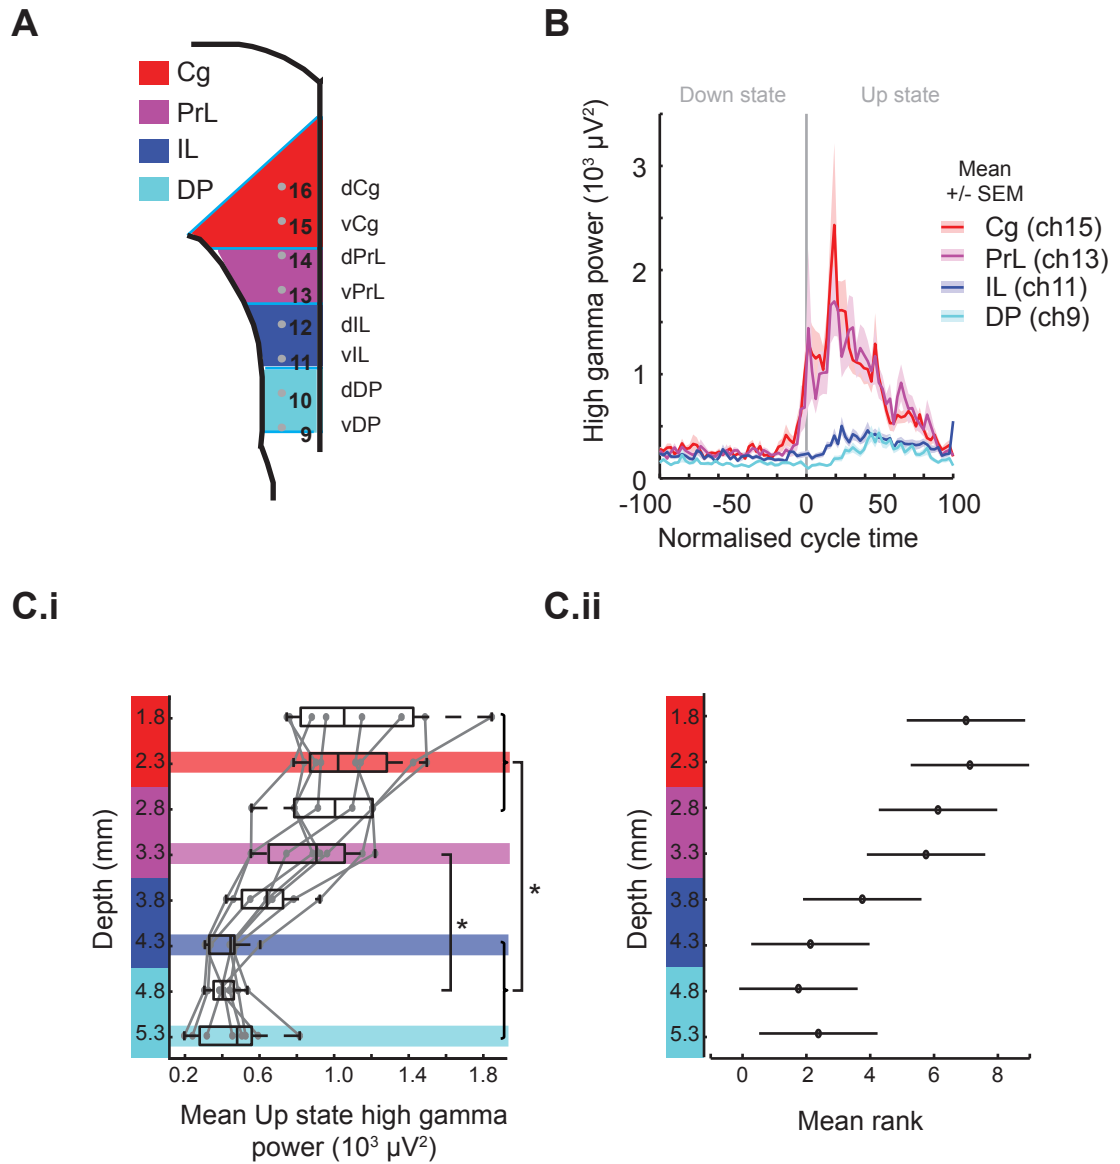 A
Cg
PrL
IL
DP
16
15
14
13
12
11
10
9
dCg
vCg
dPrL
vPrL
dIL
vIL
dDP
vDP
B
Down state
Up state
High gamma power (10³ µV²)
3
2
1
0
-100
-50
0
50
100
Normalised cycle time
Mean
+/- SEM
Cg (ch15)
PrL (ch13)
IL (ch11)
DP (ch9)
C.i
Depth (mm)
1.8
2.3
2.8
3.3
3.8
4.3
4.8
5.3
*
*
0.2
0.6
1.0
1.4
1.8
Mean Up state high gamma
power (10³ µV²)
C.ii
Depth (mm)
1.8
2.3
2.8
3.3
3.8
4.3
4.8
5.3
0
2
4
6
8
Mean rank